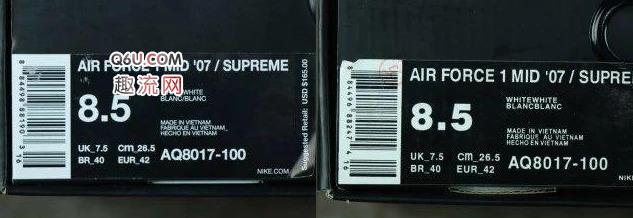 Q6U.COM
趣流网
AIR FORCE 1 MID '07 / SUPREME
8.5
WHITE/WHITE
BLANC/BLANC
MADE IN VIETNAM
FABRIQUE AU VIETNAM
HECHO EN VIETNAM
Suggested Retail: USD $165.00
UK_7.5 CM_26.5
BR_40 EUR_42
AQ8017-100
NIKE.COM
AIR FORCE 1 MID '07 / SUPRE
8.5
WHITEWHITE
BLANCBLANC
MADE IN VIETNAM
FABRIQUE AU VIETNAM
HECHO EN VIETNAM
UK_7.5 CM_26.5
BR_40 EUR_42
AQ8017-100
NIKE.COM